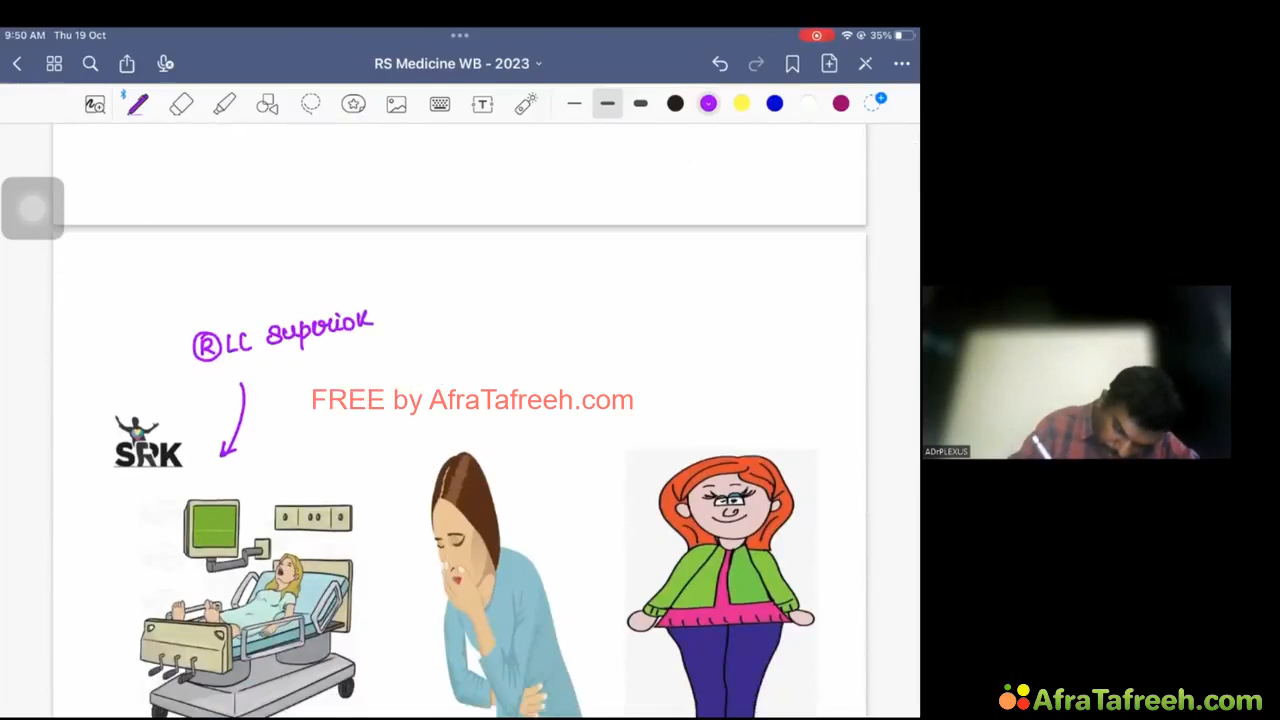 9:50 AM Thu 19 Oct
35%
RS Medicine WB - 2023
T
Ⓡ LC superior
FREE by AfraTafreeh.com
SRK
ADrPLEXUS
AfraTafreeh.com